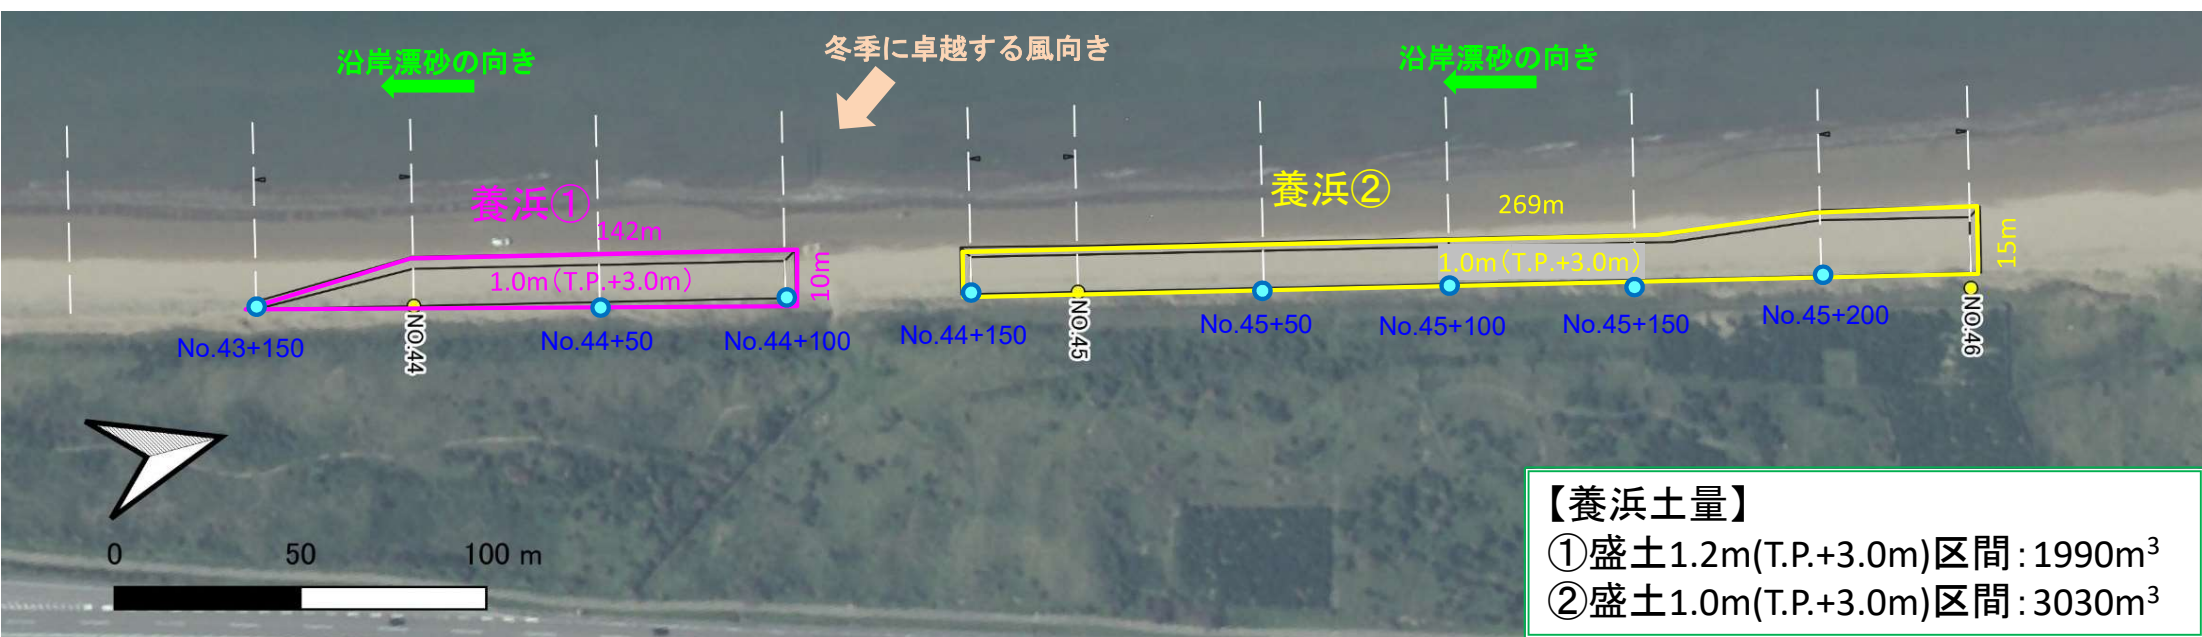 冬季に卓越する風向き
沿岸漂砂の向き
沿岸漂砂の向き
養浜①
142m
1.0m(T.P.+3.0m)
10m
養浜②
269m
1.0m(T.P.+3.0m)
15m
No.43+150
NO.44
No.44+50
No.44+100
No.44+150
NO.45
No.45+50
No.45+100
No.45+150
No.45+200
NO.46
0 50 100 m
【養浜土量】
①盛土1.2m(T.P.+3.0m)区間:1990m³
②盛土1.0m(T.P.+3.0m)区間:3030m³